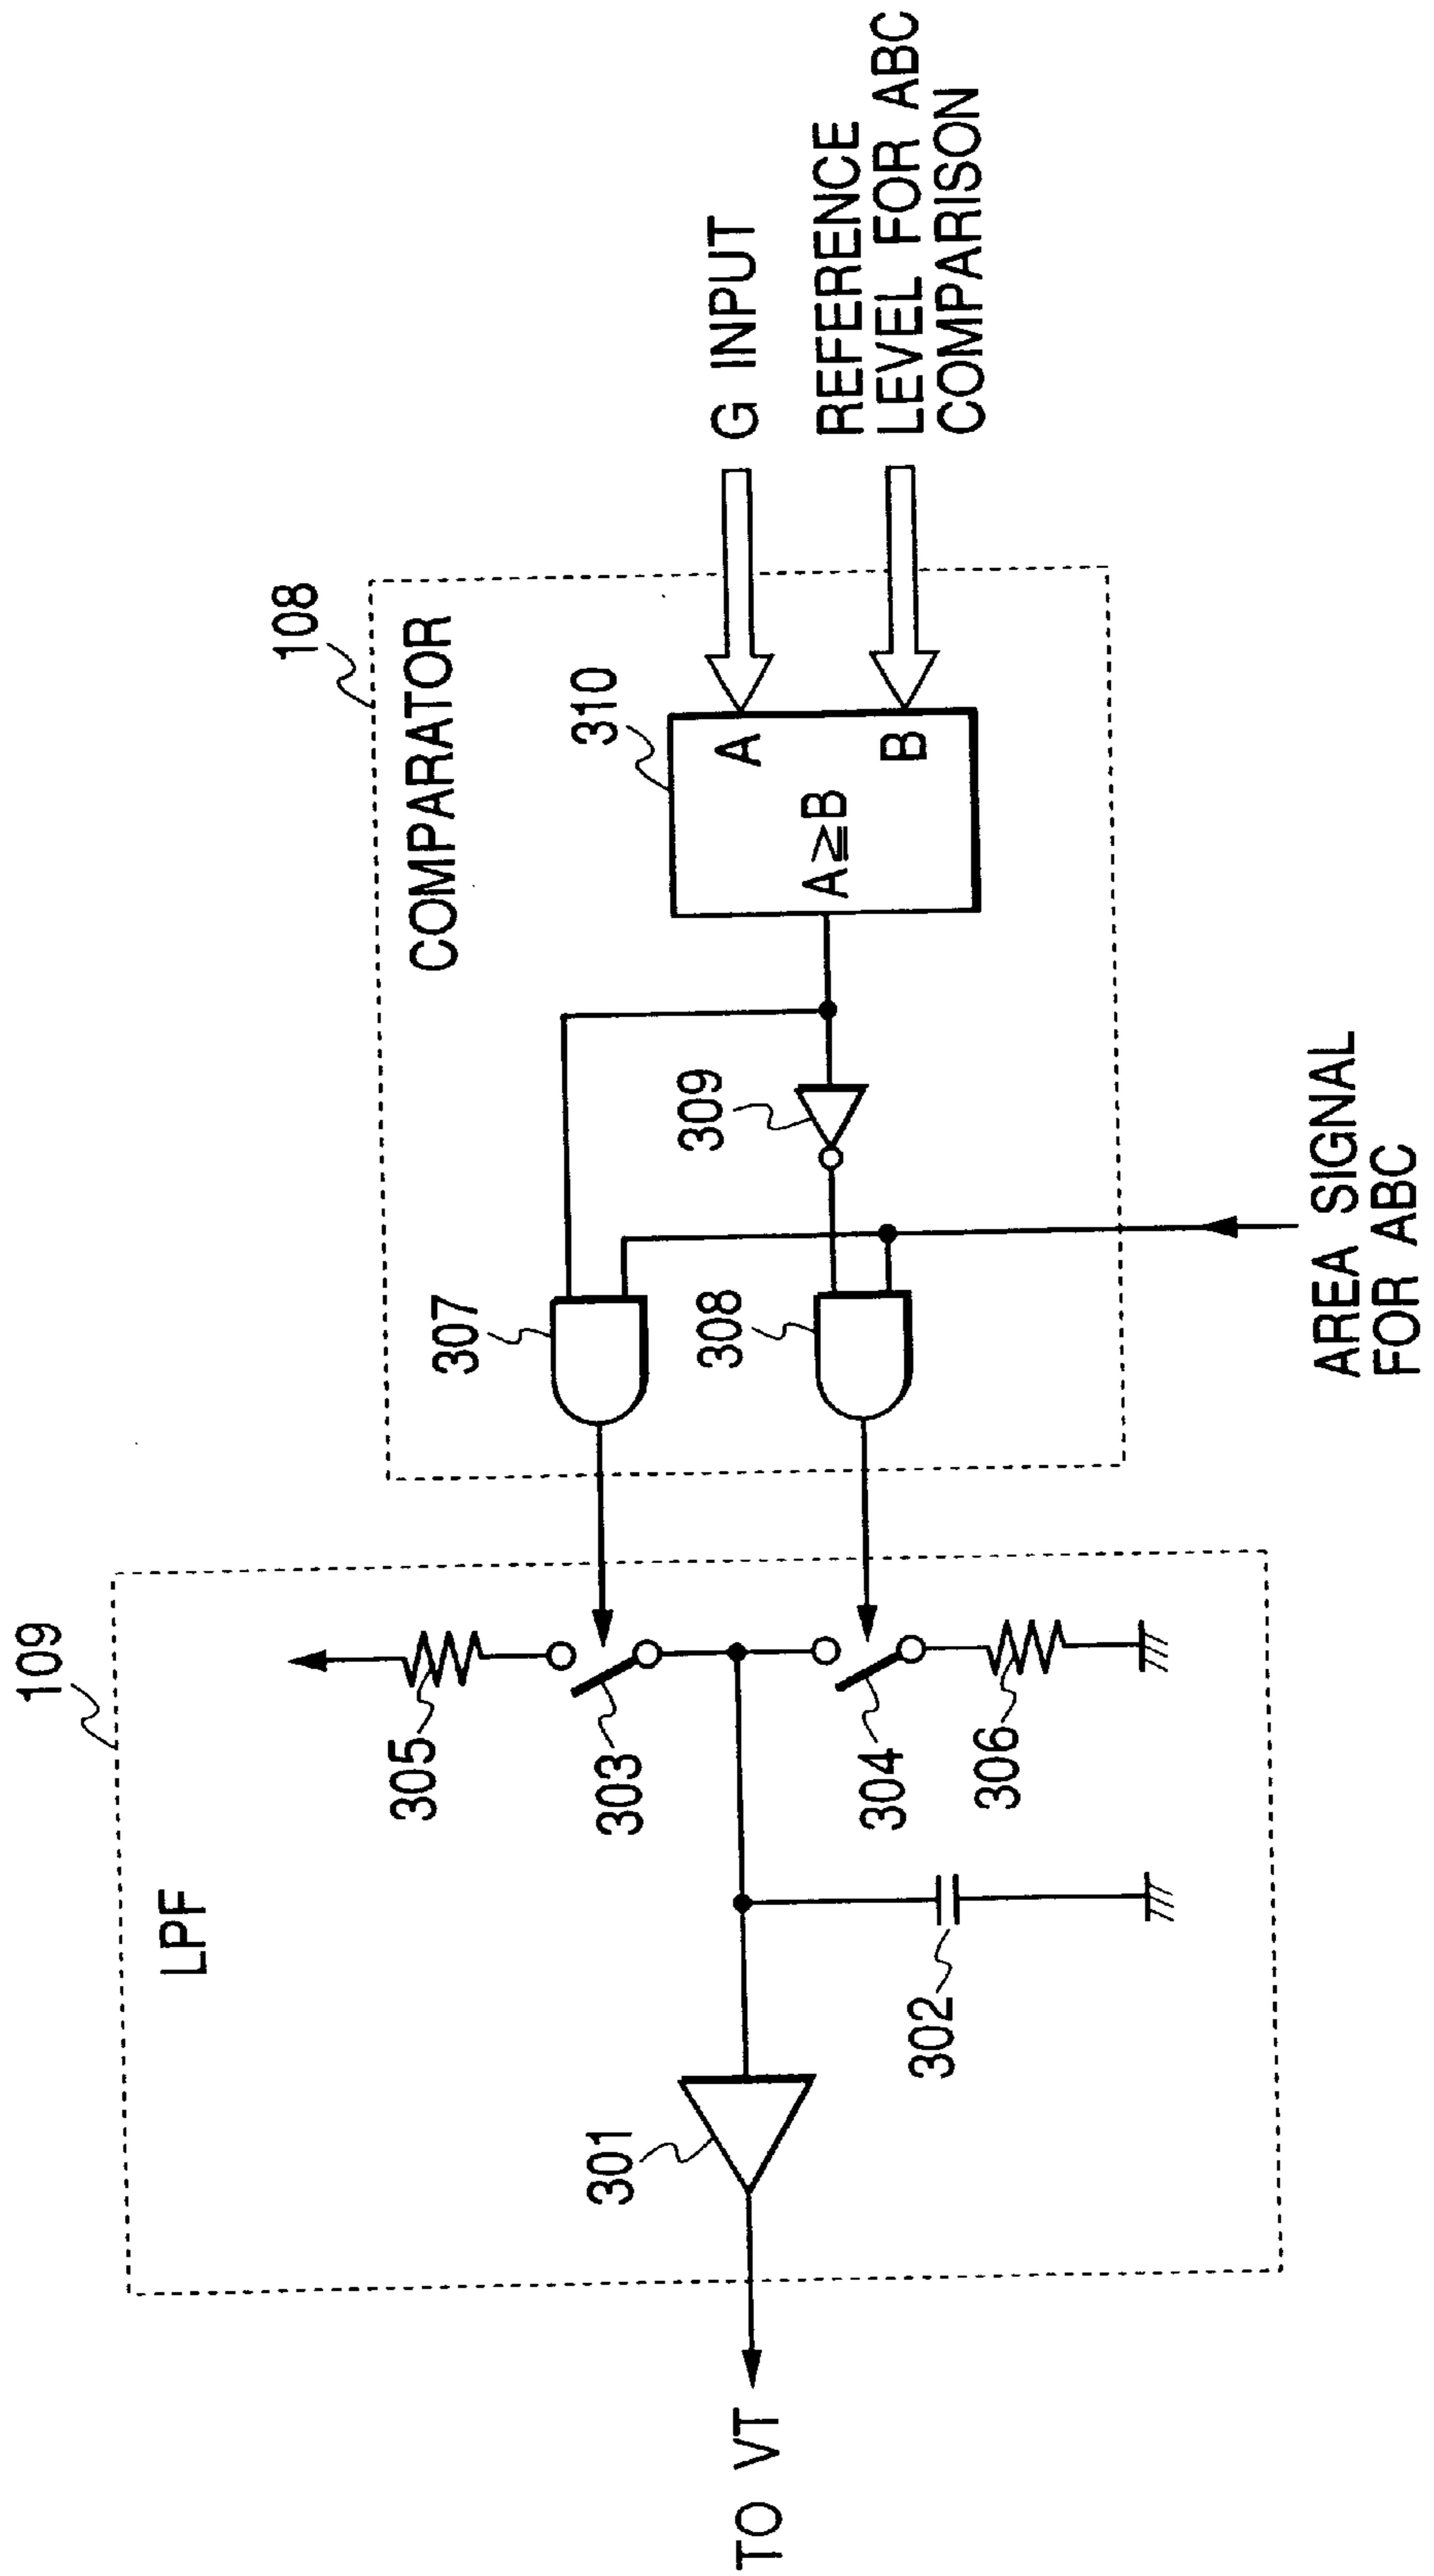 109
LPF
305
303
304
306
302
301
TO VT
108
COMPARATOR
310
A
B
A≧B
309
307
308
G INPUT
REFERENCE
LEVEL FOR ABC
COMPARISON
AREA SIGNAL
FOR ABC